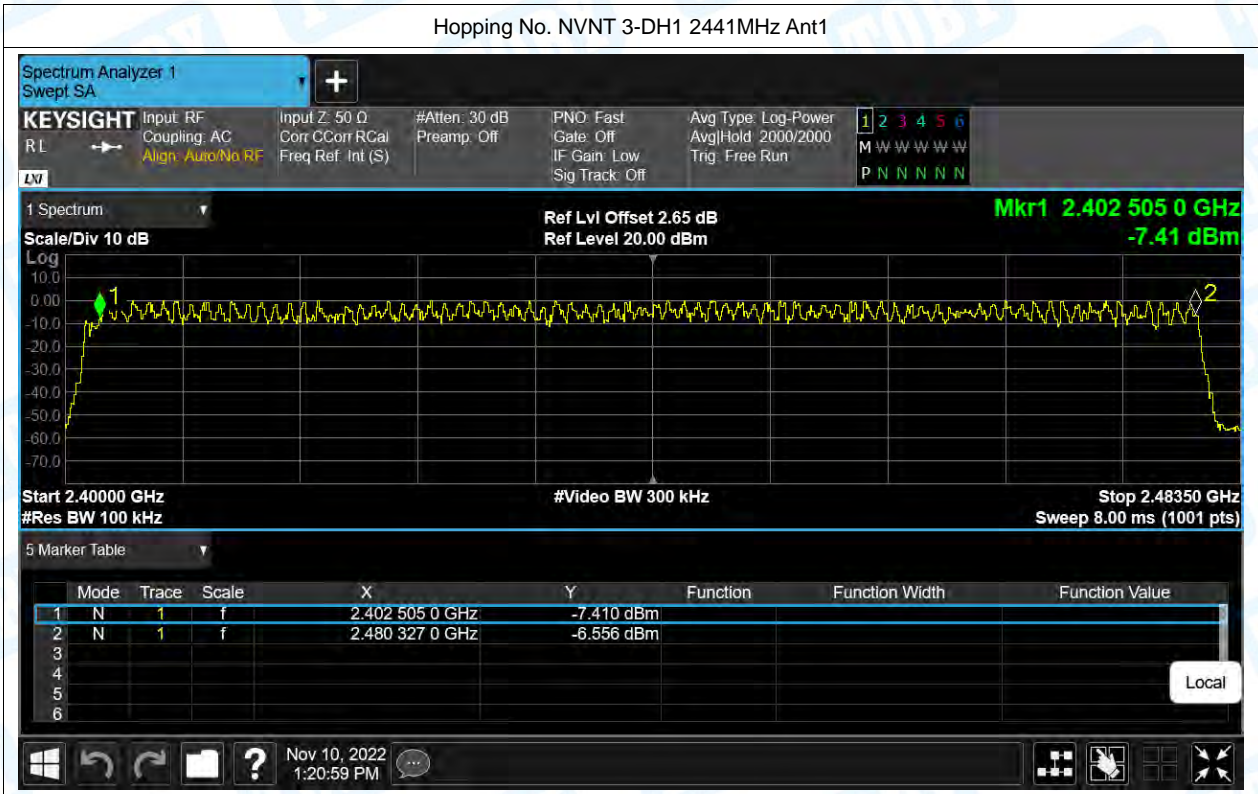 Hopping No. NVNT 3-DH1 2441MHz Ant1
Spectrum Analyzer 1
Swept SA
+
KEYSIGHT Input: RF Input Z: 50 Ω #Atten: 30 dB PNO: Fast Avg Type: Log-Power 1 2 3 4 5 6
RL Coupling: AC Corr CCorr RCal Preamp: Off Gate: Off Avg|Hold: 2000/2000 M W W W W W
Align: Auto/No RF Freq Ref: Int (S) IF Gain: Low Trig: Free Run
LXI Sig Track: Off P N N N N N
1 Spectrum Ref Lvl Offset 2.65 dB Mkr1 2.402 505 0 GHz
Scale/Div 10 dB Ref Level 20.00 dBm -7.41 dBm
Log
10.0
0.00 1 2
-10.0
-20.0
-30.0
-40.0
-50.0
-60.0
-70.0
Start 2.40000 GHz #Video BW 300 kHz Stop 2.48350 GHz
#Res BW 100 kHz Sweep 8.00 ms (1001 pts)
5 Marker Table
Mode Trace Scale X Y Function Function Width Function Value
1 N 1 f 2.402 505 0 GHz -7.410 dBm
2 N 1 f 2.480 327 0 GHz -6.556 dBm
3
4
5
6
Local
? Nov 10, 2022
1:20:59 PM